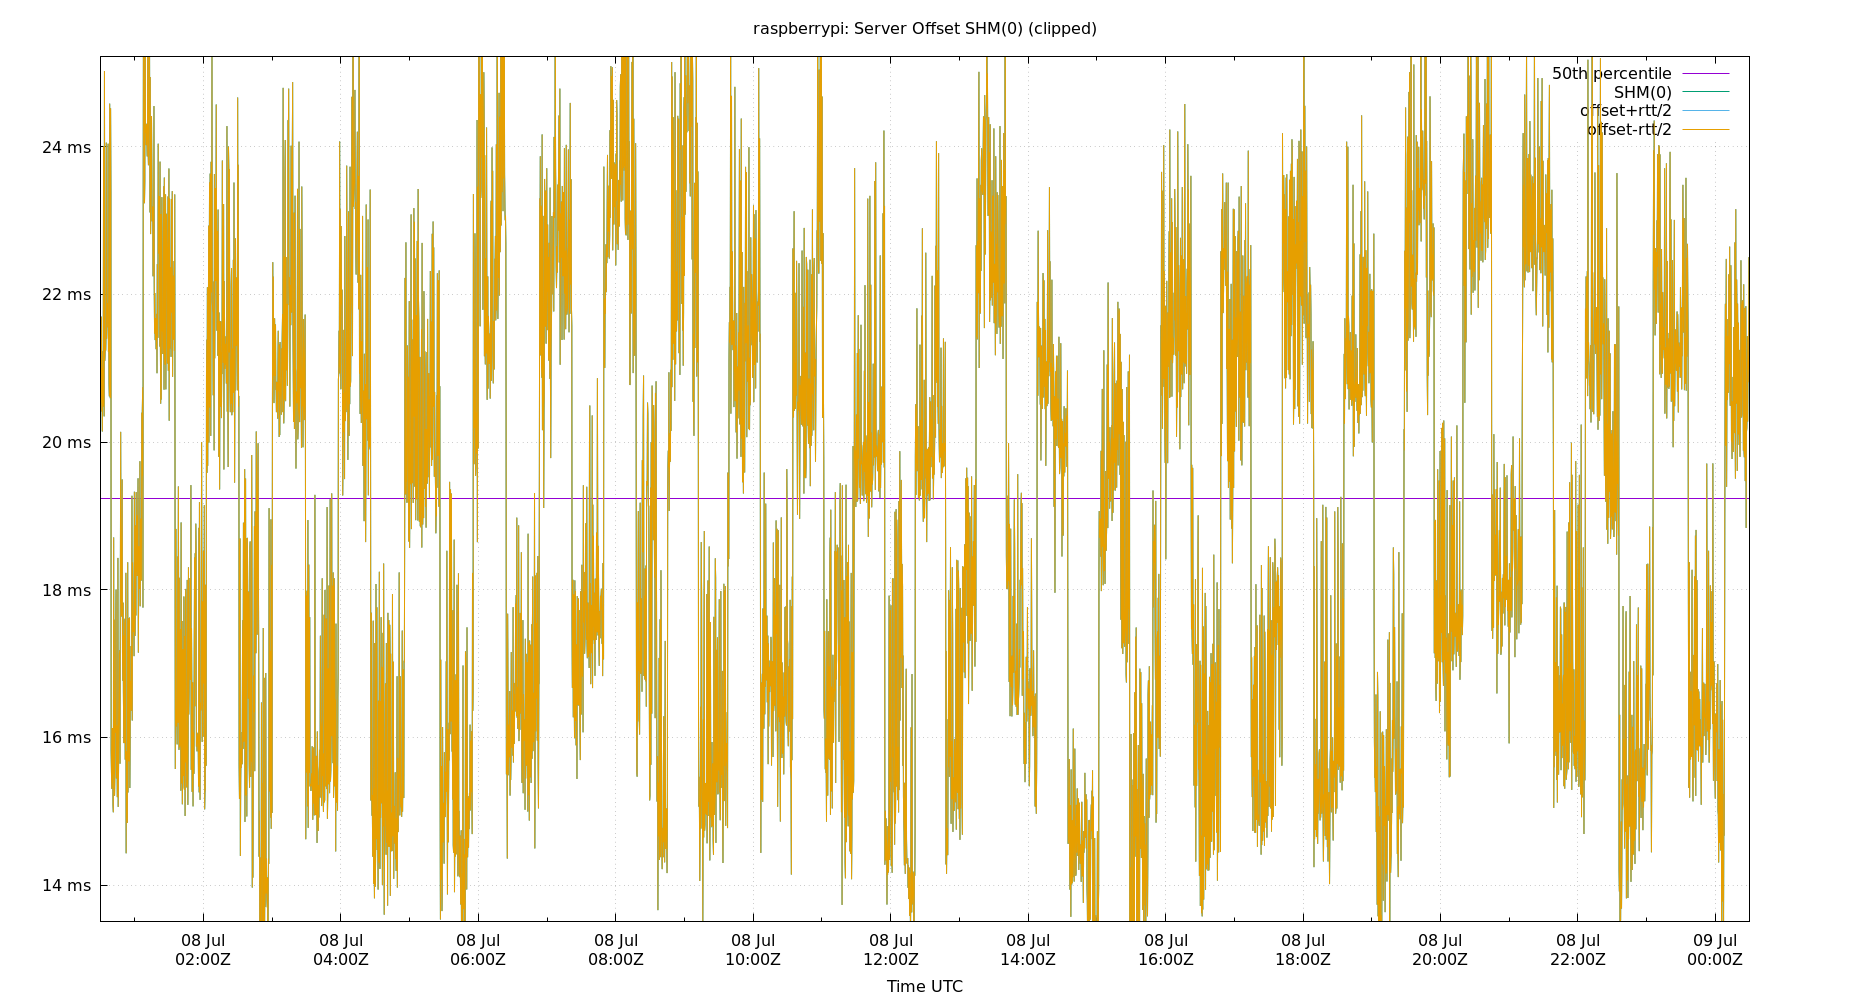 raspberrypi: Server Offset SHM(0) (clipped)
50th percentile
SHM(0)
offset+rtt/2
offset-rtt/2
24 ms
22 ms
20 ms
18 ms
16 ms
14 ms
08 Jul 08 Jul 08 Jul 08 Jul 08 Jul 08 Jul 08 Jul 08 Jul 08 Jul 08 Jul 08 Jul 09 Jul
02:00Z 04:00Z 06:00Z 08:00Z 10:00Z 12:00Z 14:00Z 16:00Z 18:00Z 20:00Z 22:00Z 00:00Z
Time UTC